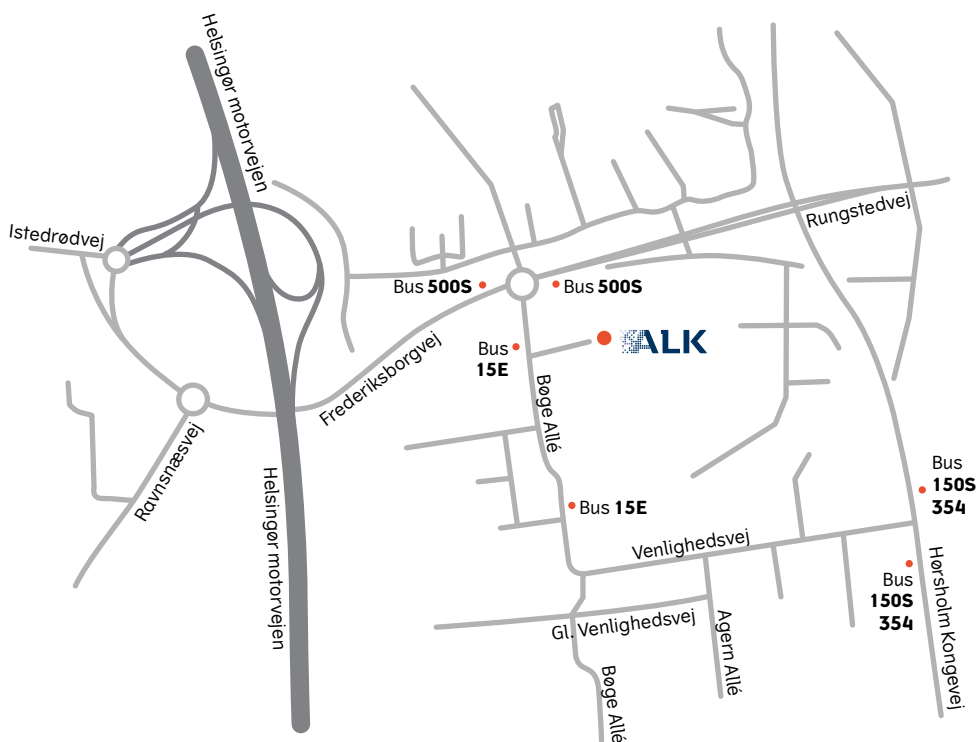 Helsingør motorvejen
Istedrødvej
Rungstedvej
Bus 500S
Bus 500S
ALK
Bus
15E
Frederiksborgvej
Bøge Allé
Ravnsnæsvej
Helsingør motorvejen
Bus
150S
354
Bus 15E
Venlighedsvej
Hørsholm Kongevej
Bus
150S
354
Gl. Venlighedsvej
Agern Allé
Bøge Allé